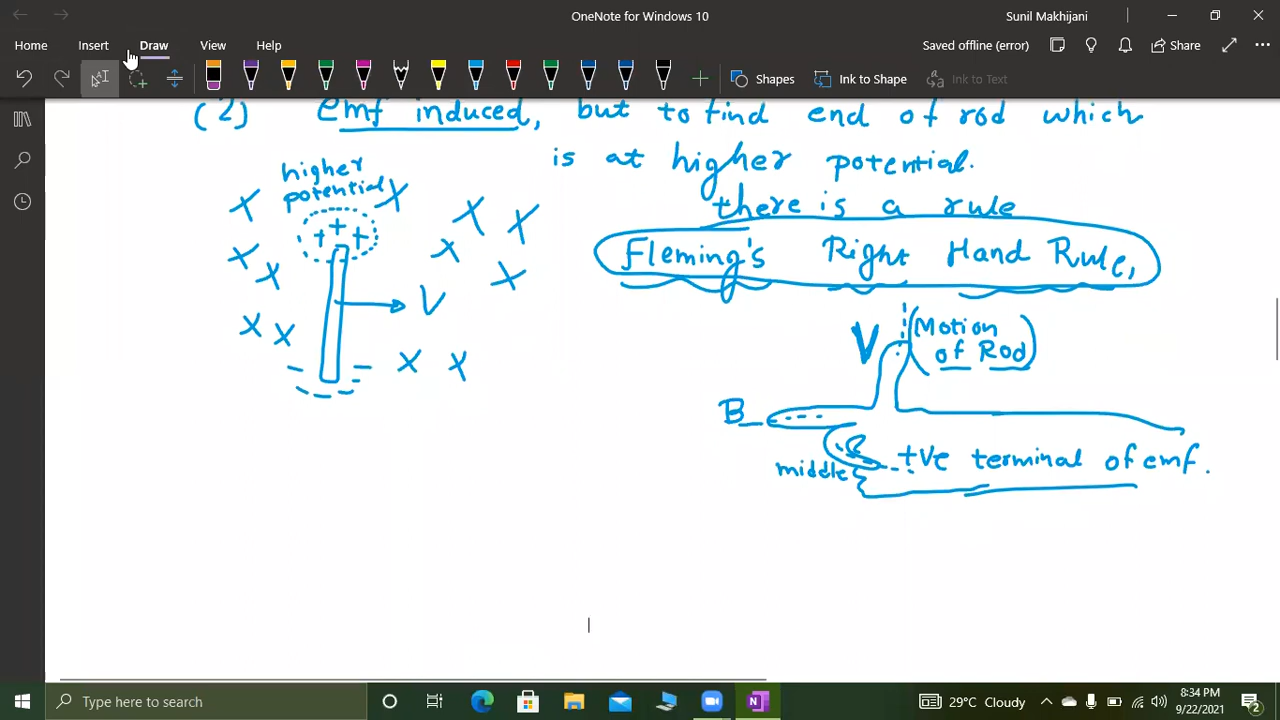 OneNote for Windows 10
Sunil Makhijani
Home Insert Draw View Help
Saved offline (error)
Share
Shapes
Ink to Shape
Ink to Text
(2) emf induced, but to find end of rod which
is at higher potential.
there is a rule
Fleming's Right Hand Rule,
higher
potential
X X X X
+ + +
X X X X
V
X X X X
V (Motion
of Rod)
B
middle
+ve terminal of emf.
Type here to search
29°C Cloudy
8:34 PM
9/22/2021
2